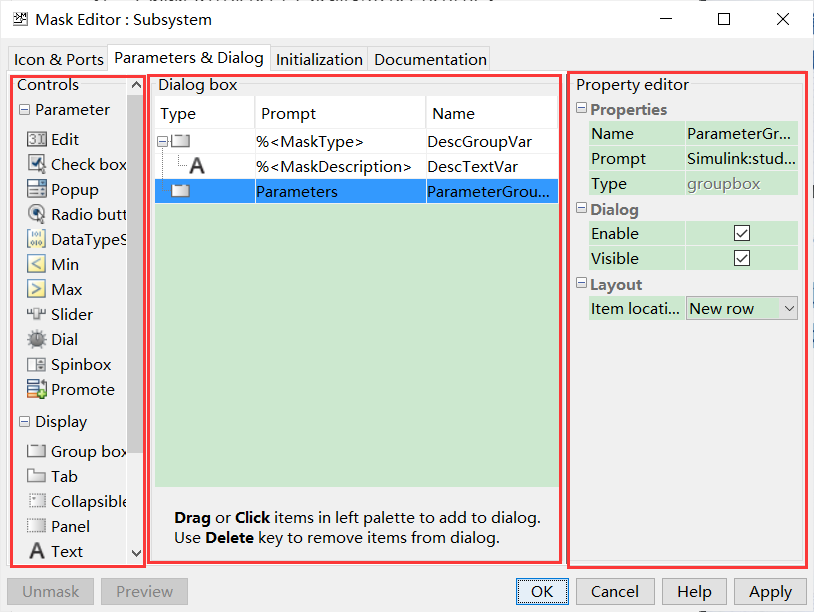 Mask Editor : Subsystem
Icon & Ports
Parameters & Dialog
Initialization
Documentation
Controls
Parameter
Edit
Check box
Popup
Radio butt
DataTypeS
Min
Max
Slider
Dial
Spinbox
Promote
Display
Group box
Tab
Collapsible
Panel
A Text
Dialog box
Type Prompt Name
%<MaskType> DescGroupVar
A %<MaskDescription> DescTextVar
Parameters ParameterGrou...
Drag or Click items in left palette to add to dialog.
Use Delete key to remove items from dialog.
Property editor
Properties
Name ParameterGr...
Prompt Simulink:stud...
Type groupbox
Dialog
Enable
Visible
Layout
Item locati... New row
Unmask
Preview
OK
Cancel
Help
Apply